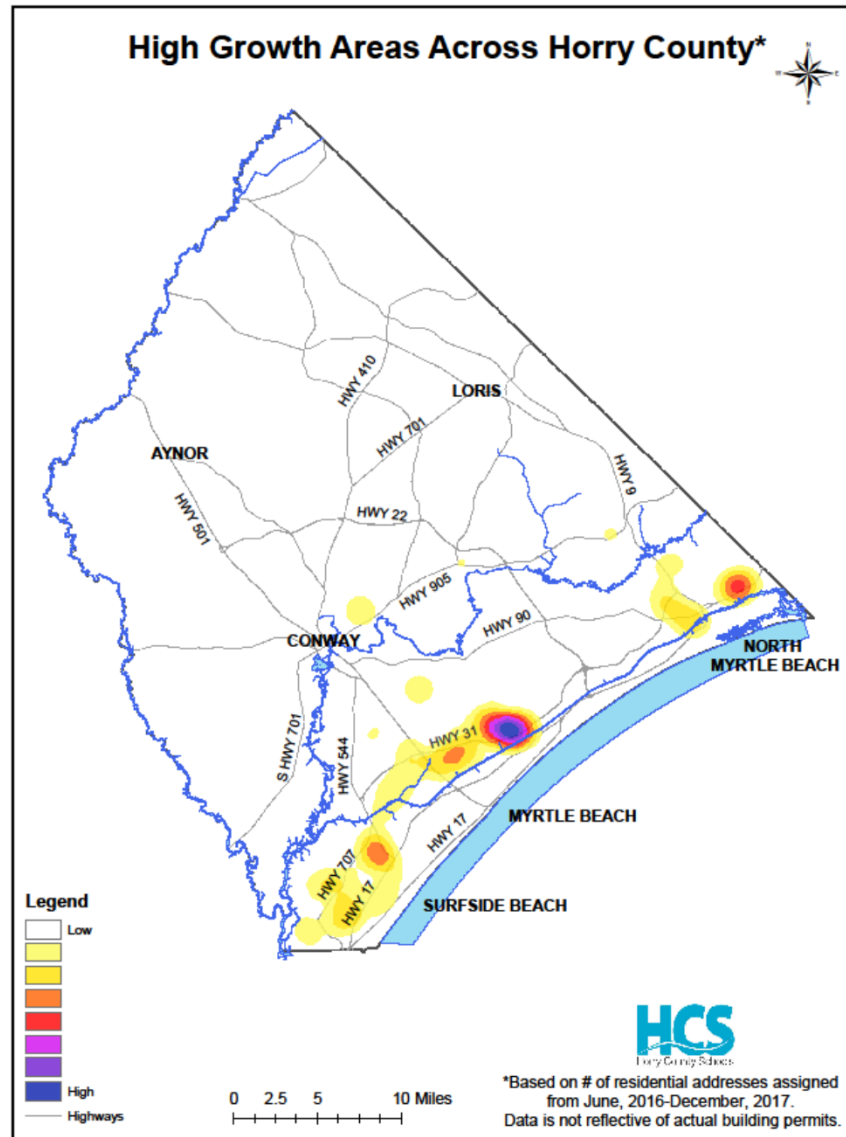 High Growth Areas Across Horry County*
N
W
E
S
HWY 410
LORIS
HWY 701
AYNOR
HWY 9
HWY 22
HWY 501
HWY 905
CONWAY
HWY 90
NORTH
MYRTLE BEACH
HWY 31
S HWY 701
HWY 544
MYRTLE BEACH
HWY 17
HWY 707
HWY 17
SURFSIDE BEACH
Legend
Low
High
Highways
0 2.5 5 10 Miles
HCS
Horry County Schools
*Based on # of residential addresses assigned
from June, 2016-December, 2017.
Data is not reflective of actual building permits.